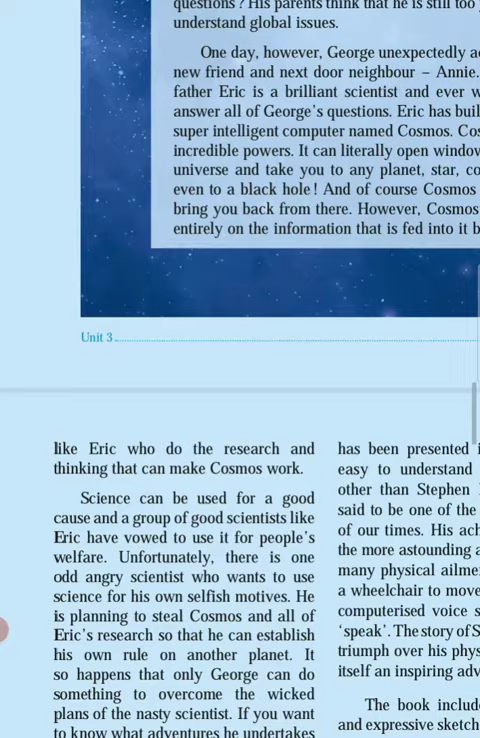 questions ? His parents think that he is still too
understand global issues.
One day, however, George unexpectedly
new friend and next door neighbour – Annie.
father Eric is a brilliant scientist and ever
answer all of George's questions. Eric has
super intelligent computer named Cosmos.
incredible powers. It can literally open
universe and take you to any planet, star,
even to a black hole! And of course Cosmos
bring you back from there. However, Cosmos
entirely on the information that is fed into it
Unit 3
like Eric who do the research and
thinking that can make Cosmos work.
Science can be used for a good
cause and a group of good scientists like
Eric have vowed to use it for people's
welfare. Unfortunately, there is one
odd angry scientist who wants to use
science for his own selfish motives. He
is planning to steal Cosmos and all of
Eric's research so that he can establish
his own rule on another planet. It
so happens that only George can do
something to overcome the wicked
plans of the nasty scientist. If you want
to know what adventures he undertakes
has been presented
easy to understand
other than Stephen
said to be one of the
of our times. His
the more astounding
many physical
a wheelchair to move
computerised voice
'speak'. The story of
triumph over his
itself an inspiring
The book
and expressive